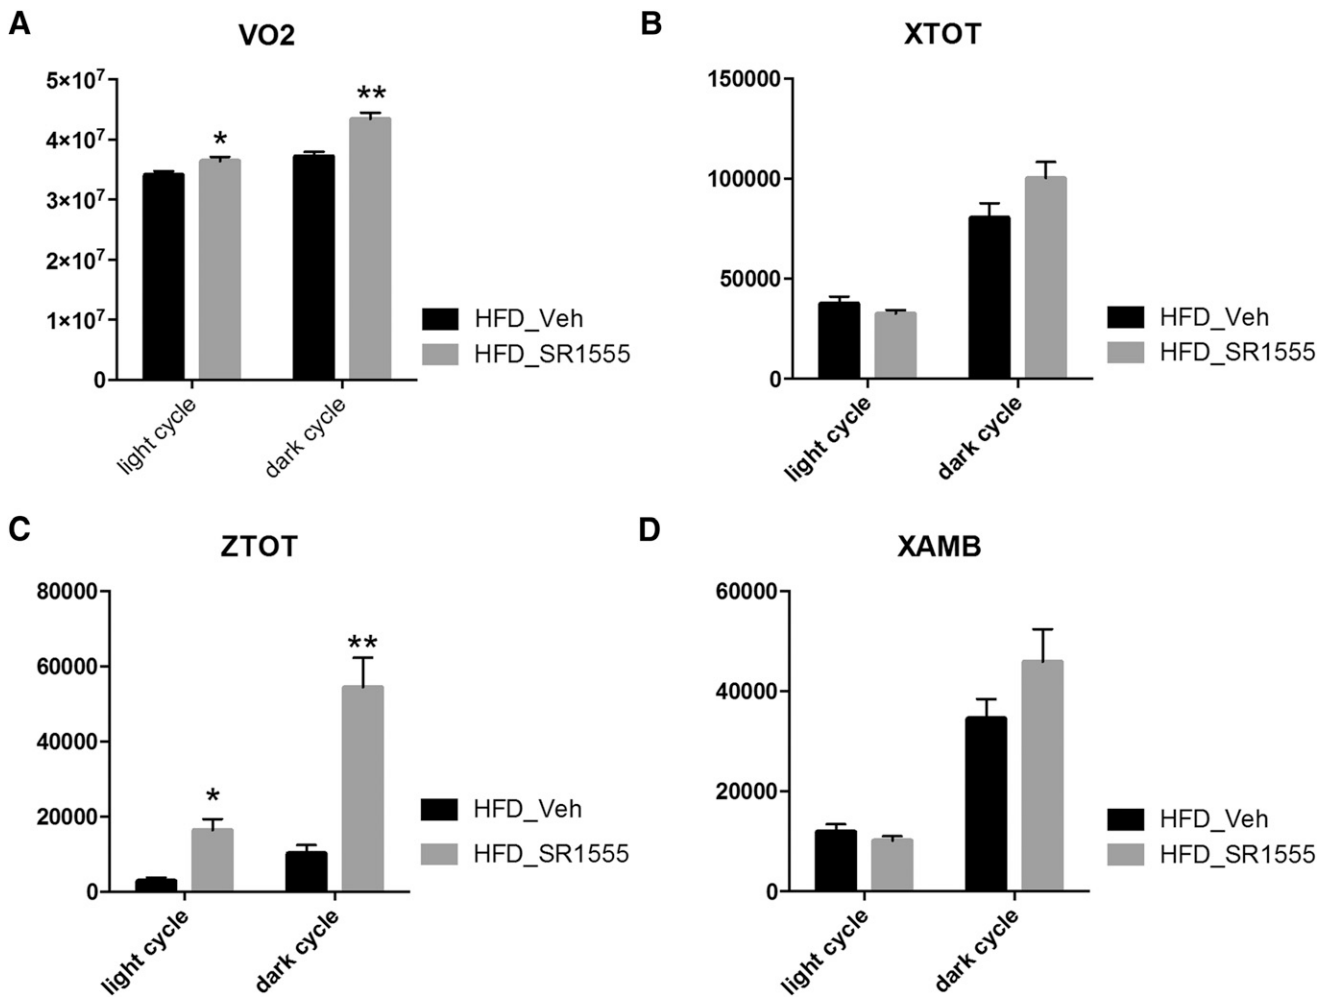 A
VO2
5×10⁷
4×10⁷
3×10⁷
2×10⁷
1×10⁷
0
*
**
light cycle
dark cycle
HFD_Veh
HFD_SR1555
B
XTOT
150000
100000
50000
0
light cycle
dark cycle
HFD_Veh
HFD_SR1555
C
ZTOT
80000
60000
40000
20000
0
*
**
light cycle
dark cycle
HFD_Veh
HFD_SR1555
D
XAMB
60000
40000
20000
0
light cycle
dark cycle
HFD_Veh
HFD_SR1555